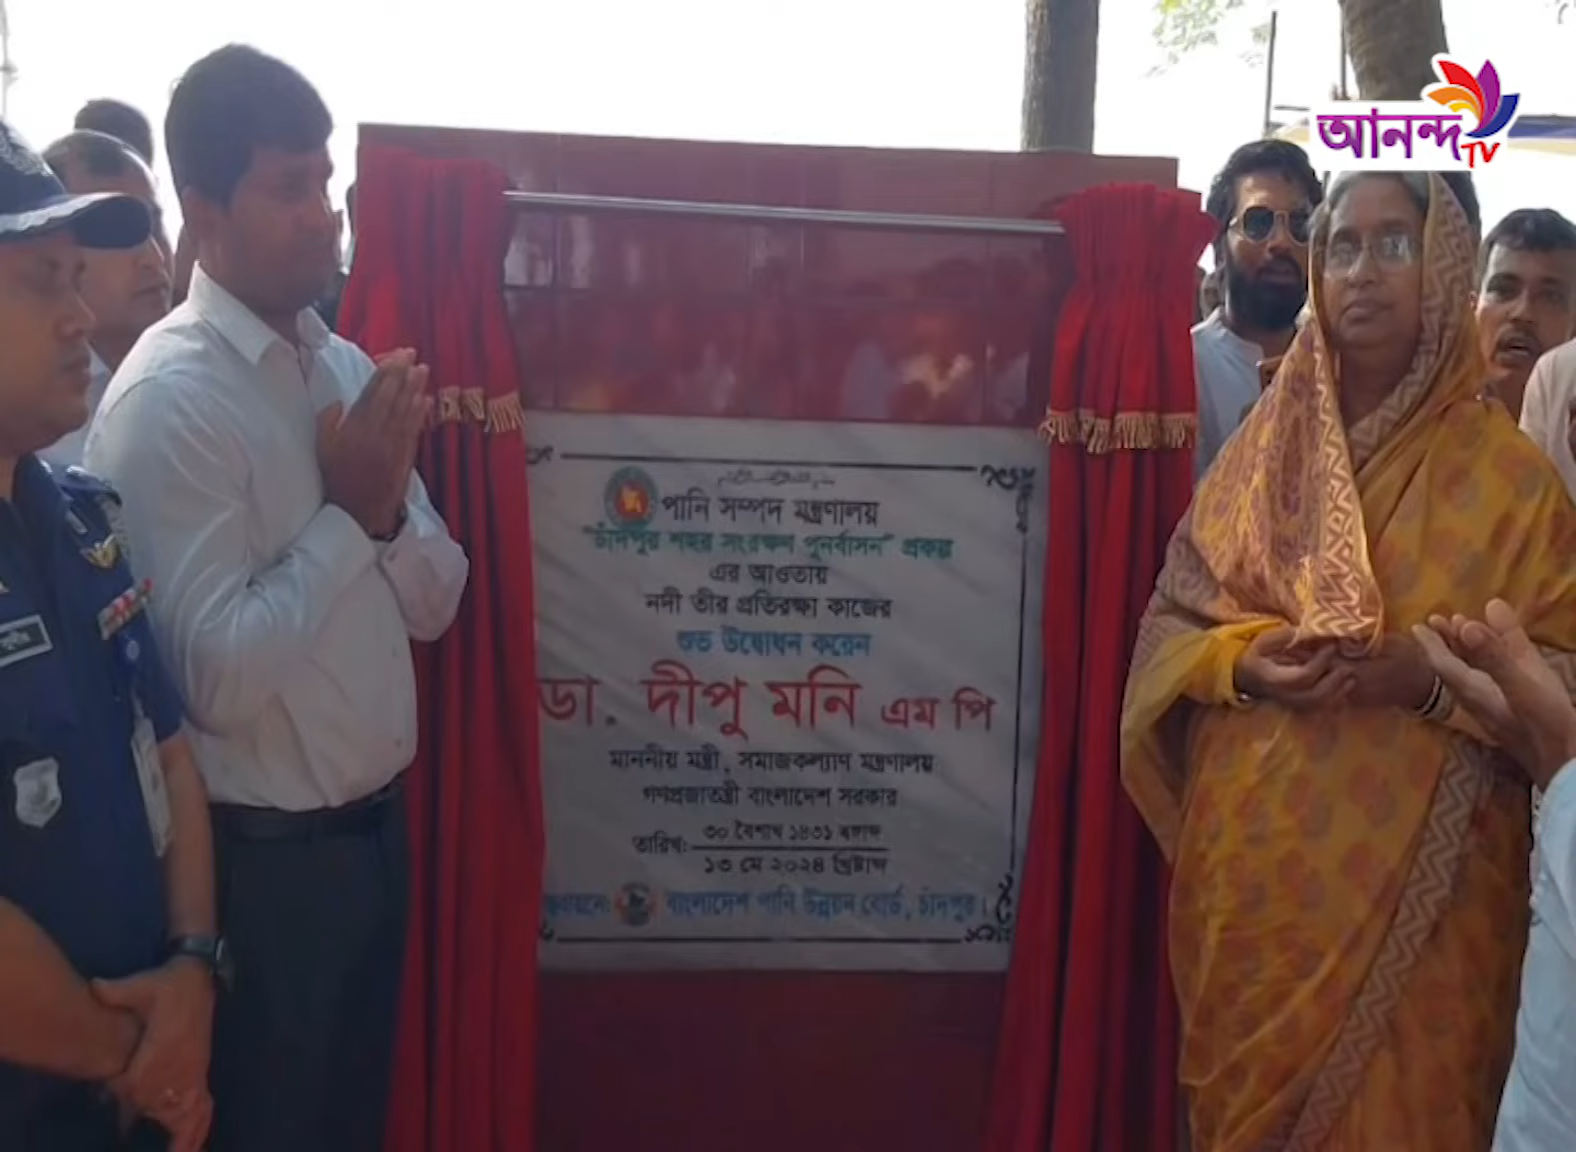 আনন্দ TV
পানি সম্পদ মন্ত্রণালয়
"চাঁদপুর শহর সংরক্ষণ পুনর্বাসন" প্রকল্প
এর আওতায়
নদী তীর প্রতিরক্ষা কাজের
শুভ উদ্বোধন করেন
ডা. দীপু মনি এম পি
মাননীয় মন্ত্রী, সমাজকল্যাণ মন্ত্রণালয়
গণপ্রজাতন্ত্রী বাংলাদেশ সরকার
তারিখ: ৩০ বৈশাখ ১৪৩১ বঙ্গাব্দ
১৩ মে ২০২৪ খ্রিষ্টাব্দ
বাংলাদেশ পানি উন্নয়ন বোর্ড, চাঁদপুর।